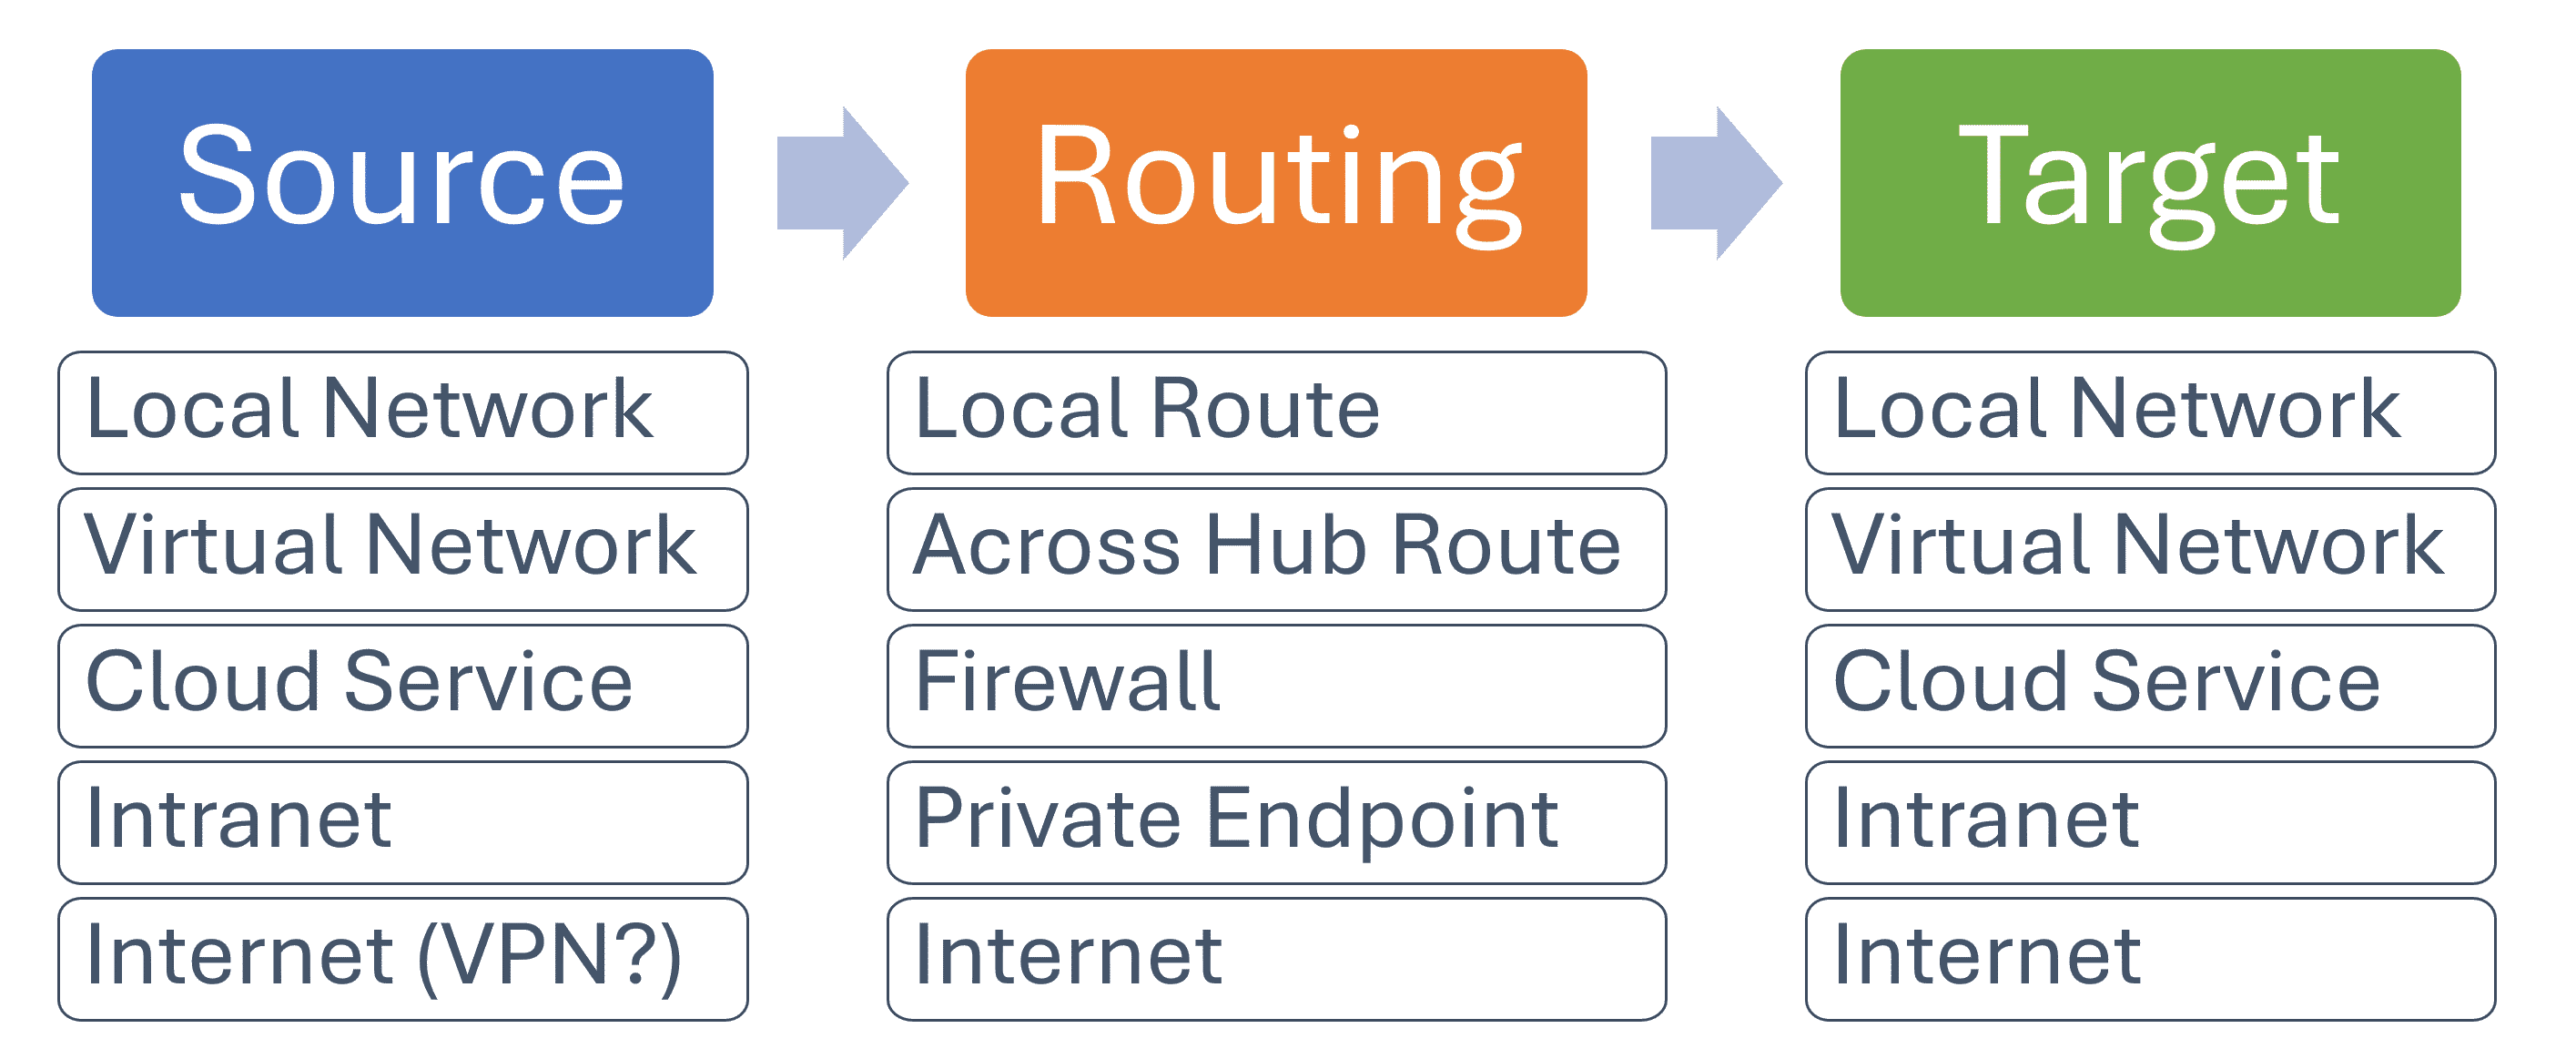 Source
Routing
Target
Local Network
Virtual Network
Cloud Service
Intranet
Internet (VPN?)
Local Route
Across Hub Route
Firewall
Private Endpoint
Internet
Local Network
Virtual Network
Cloud Service
Intranet
Internet